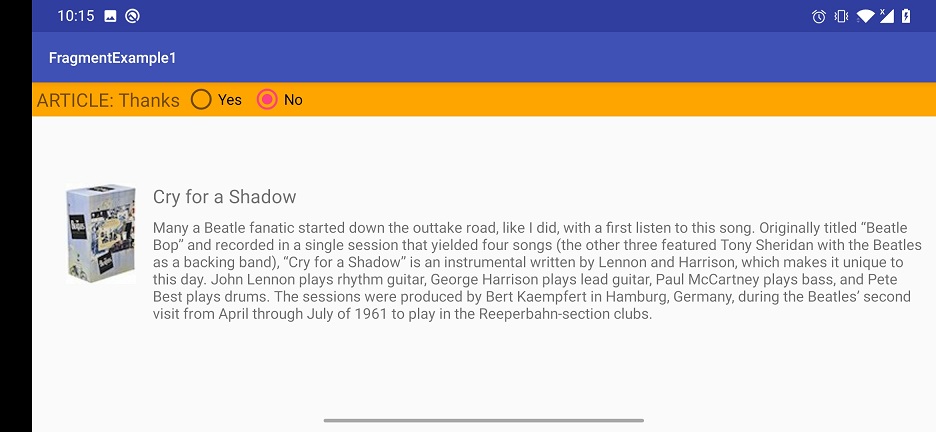 10:15
FragmentExample1
ARTICLE: Thanks Yes No
Cry for a Shadow
Many a Beatle fanatic started down the outtake road, like I did, with a first listen to this song. Originally titled “Beatle
Bop” and recorded in a single session that yielded four songs (the other three featured Tony Sheridan with the Beatles
as a backing band), “Cry for a Shadow” is an instrumental written by Lennon and Harrison, which makes it unique to
this day. John Lennon plays rhythm guitar, George Harrison plays lead guitar, Paul McCartney plays bass, and Pete
Best plays drums. The sessions were produced by Bert Kaempfert in Hamburg, Germany, during the Beatles’ second
visit from April through July of 1961 to play in the Reeperbahn-section clubs.